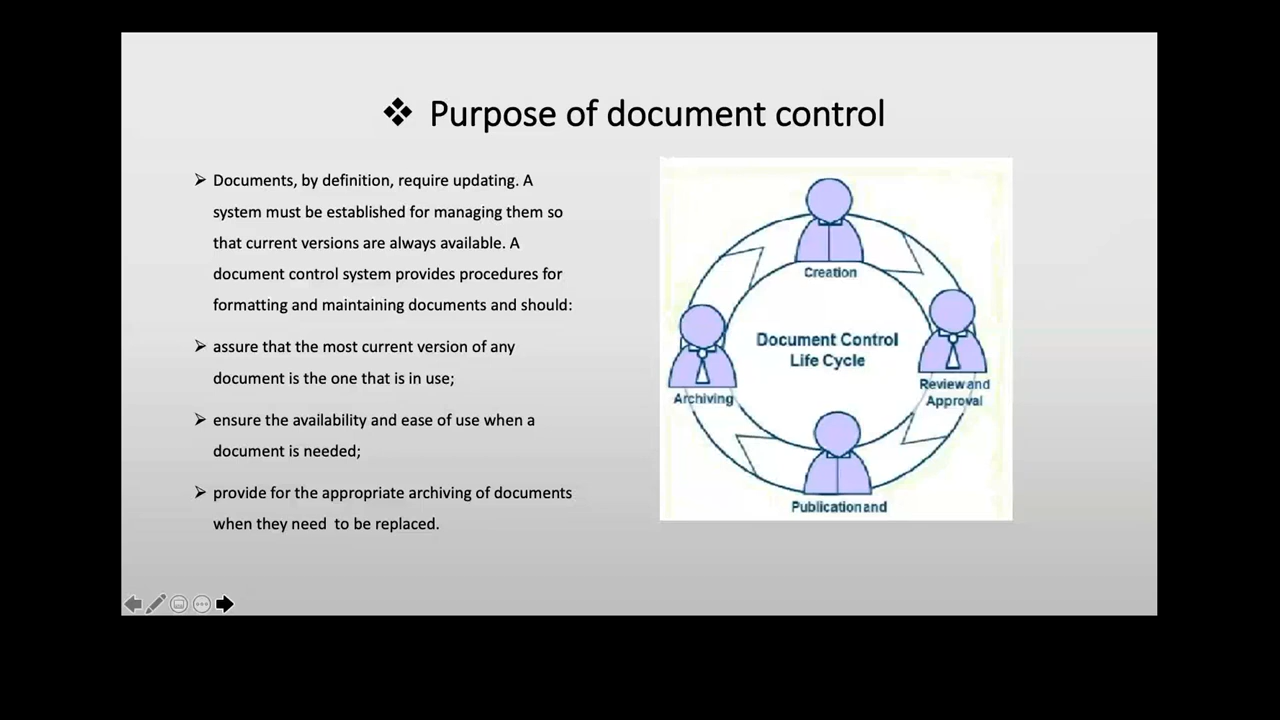 ❖ Purpose of document control
➢ Documents, by definition, require updating. A
system must be established for managing them so
that current versions are always available. A
document control system provides procedures for
formatting and maintaining documents and should:
➢ assure that the most current version of any
document is the one that is in use;
➢ ensure the availability and ease of use when a
document is needed;
➢ provide for the appropriate archiving of documents
when they need  to be replaced.
Creation
Document Control
Life Cycle
Review and
Approval
Archiving
Publication and